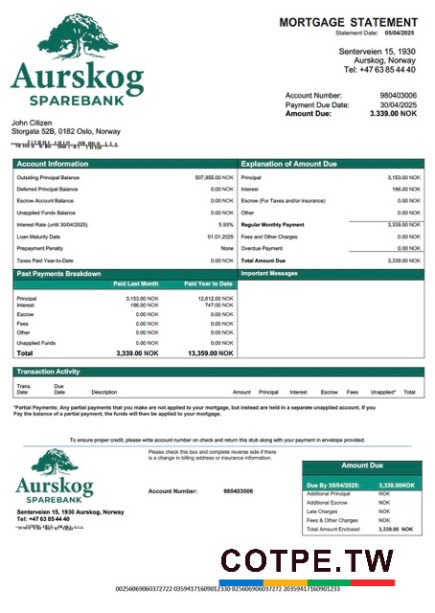 MORTGAGE STATEMENT
Statement Date: 05/04/2025
Senterveien 15, 1930
Aurskog, Norway
Tel: +47 63 85 44 40
Aurskog
SPAREBANK
Account Number: 980403006
Payment Due Date: 30/04/2025
Amount Due: 3.339.00 NOK
John Citizen
Storgata 52B, 0182 Oslo, Norway
Account Information
Outsiding Principal Balance 507,855.00 NOK
Deferred Principal Balance 0.00 NOK
Escrow Account Balance 0.00 NOK
Unapplied Funds Balance 0.00 NOK
Interest Rate (until 30/04/2025) 5.93%
Loan Maturity Date 01.01.2025
Prepayment Penalty None
Taxes Paid Year-to-Date 0.00 NOK
Explanation of Amount Due
Principal 3,153.00 NOK
Interest 186.00 NOK
Escrow (For Taxes and/or Insurance) 0.00 NOK
Other 0.00 NOK
Regular Monthly Payment 3,339.00 NOK
Fees and Other Charges 0.00 NOK
Overdue Payment 0.00 NOK
Total Amount Due 3,339.00 NOK
Past Payments Breakdown
Paid Last Month Paid Year to Date
Principal 3,153.00 NOK 12,612.00 NOK
Interest 186.00 NOK 747.00 NOK
Escrow 0.00 NOK 0.00 NOK
Fees 0.00 NOK 0.00 NOK
Other 0.00 NOK 0.00 NOK
Unapplied Funds 0.00 NOK 0.00 NOK
Total 3,339.00 NOK 13,359.00 NOK
Important Messages
Transaction Activity
Trans. Date Due Date Description Amount Principal Interest Escrow Fees Unapplied* Total
*Partial Payments: Any partial payments that you make are not applied to your mortgage, but instead are held in a separate unapplied account. If you
Pay the balance of a partial payment, the funds will then be applied to your mortgage.
To ensure proper credit, please write account number on check and return this stub along with your payment in envelope provided.
Aurskog
SPAREBANK
Senterveien 15, 1930 Aurskog, Norway
Tel: +47 63 85 44 40
Please check this box and complete reverse side if there
is a change in billing address or insurance information.
Account Number: 980403006
Amount Due
Due By 30/04/2025: 3,339.00NOK
Additional Principal NOK
Additional Escrow NOK
Late Charges NOK
Fees & Other Charges NOK
Total Amount Enclosed 3,339.00 NOK
COTPE.TW